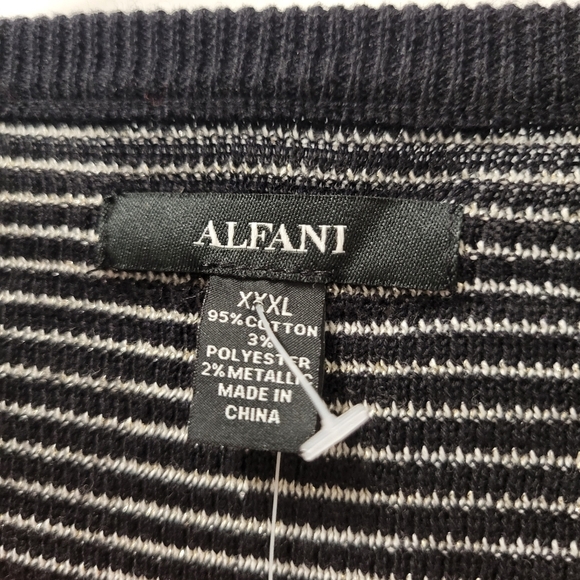 ALFANI
XXXL
95% COTTON
3%
POLYESTER
2% METALLIC
MADE IN
CHINA